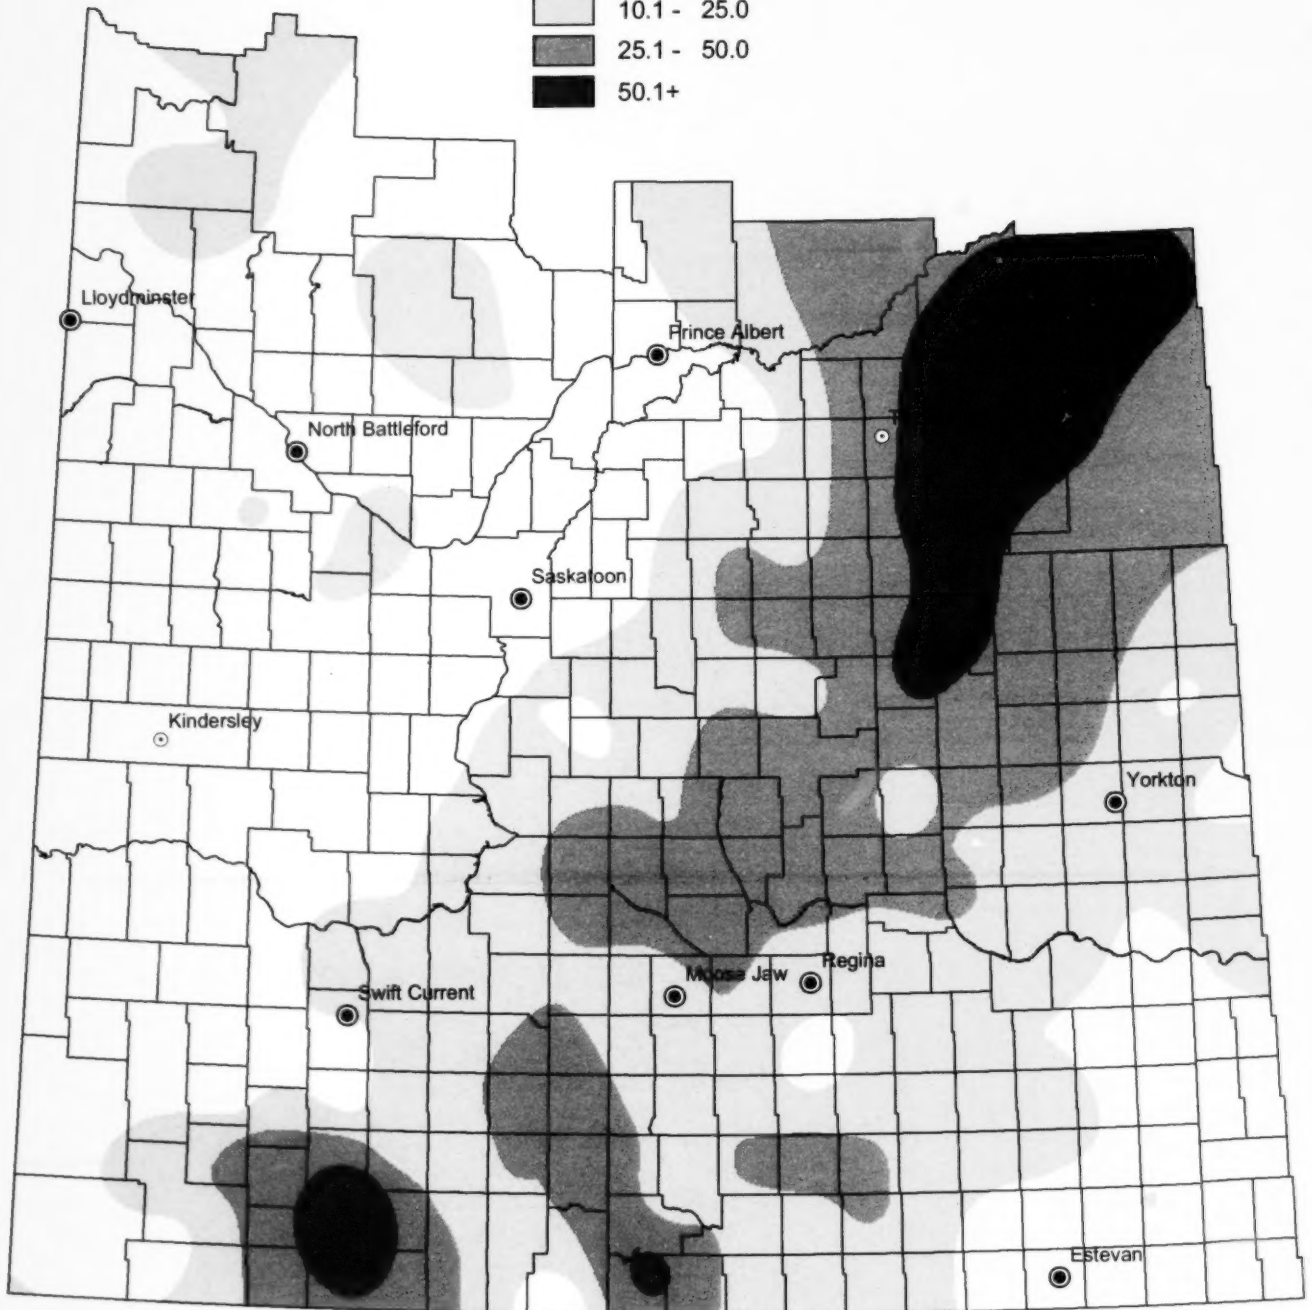 10.1 - 25.0
25.1 - 50.0
50.1+
Lloydminster
Prince Albert
North Battleford
Saskatoon
Kindersley
Yorkton
Regina
Moose Jaw
Swift Current
Estevan